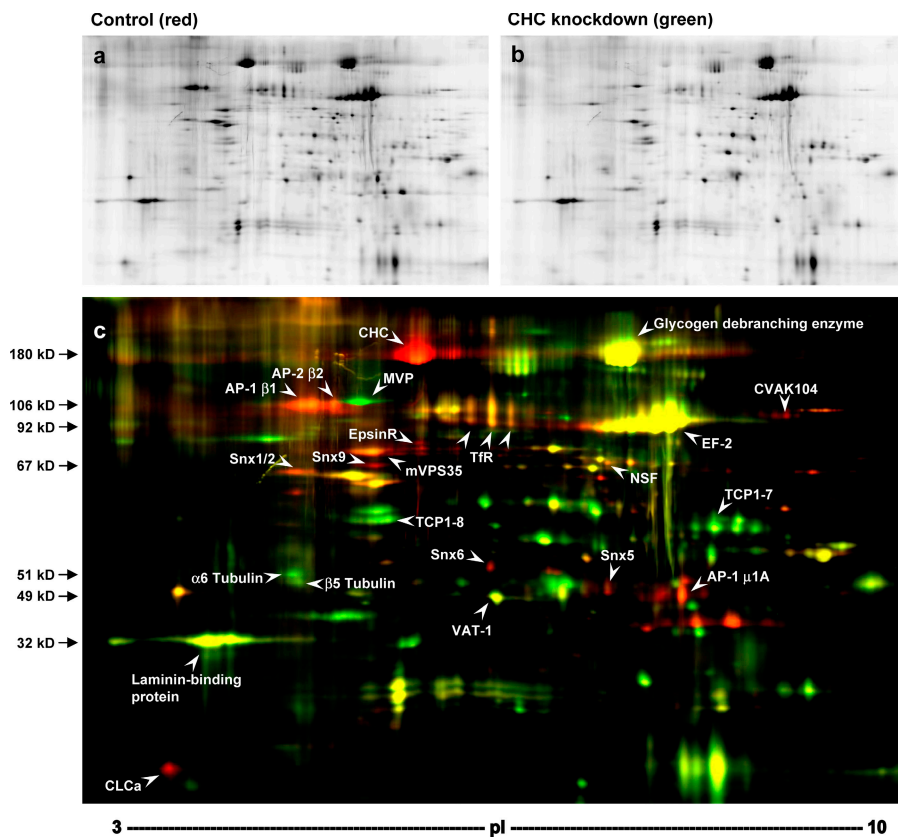 Control (red)
CHC knockdown (green)
a
b
c
CHC
Glycogen debranching enzyme
180 kD
AP-2 β2
AP-1 β1
MVP
CVAK104
106 kD
92 kD
EpsinR
TfR
EF-2
Snx1/2
Snx9
mVPS35
NSF
67 kD
TCP1-7
TCP1-8
Snx6
Snx5
51 kD
α6 Tubulin
β5 Tubulin
AP-1 µ1A
49 kD
VAT-1
32 kD
Laminin-binding
protein
CLCa
3 ---------------------------------------------- pI ---------------------------------------------- 10